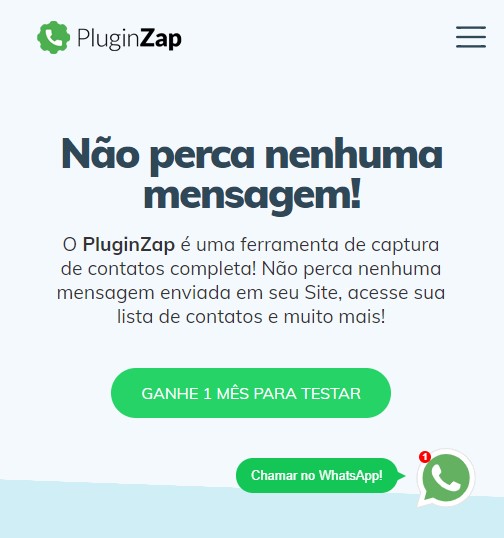 PluginZap
Não perca nenhuma
mensagem!
O PluginZap é uma ferramenta de captura
de contatos completa! Não perca nenhuma
mensagem enviada em seu Site, acesse sua
lista de contatos e muito mais!
GANHE 1 MÊS PARA TESTAR
Chamar no WhatsApp!
1